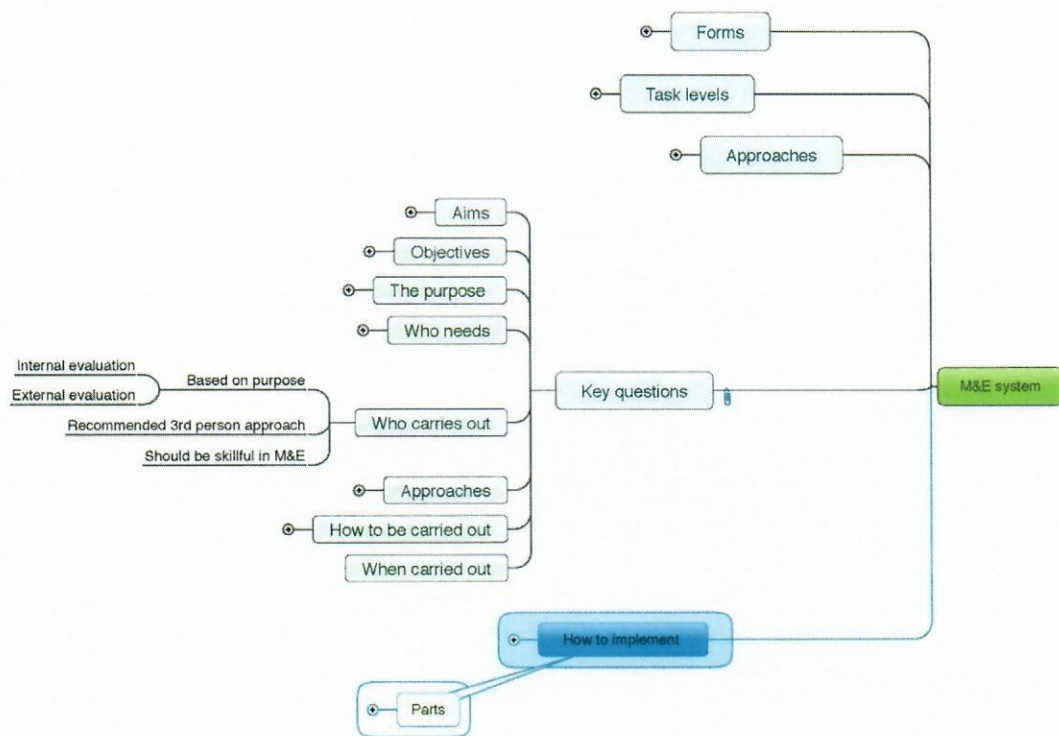 Forms
Task levels
Approaches
Aims
Objectives
The purpose
Who needs
Internal evaluation
External evaluation
Based on purpose
Recommended 3rd person approach
Should be skillful in M&E
Who carries out
Key questions
M&E system
Approaches
How to be carried out
When carried out
How to implement
Parts